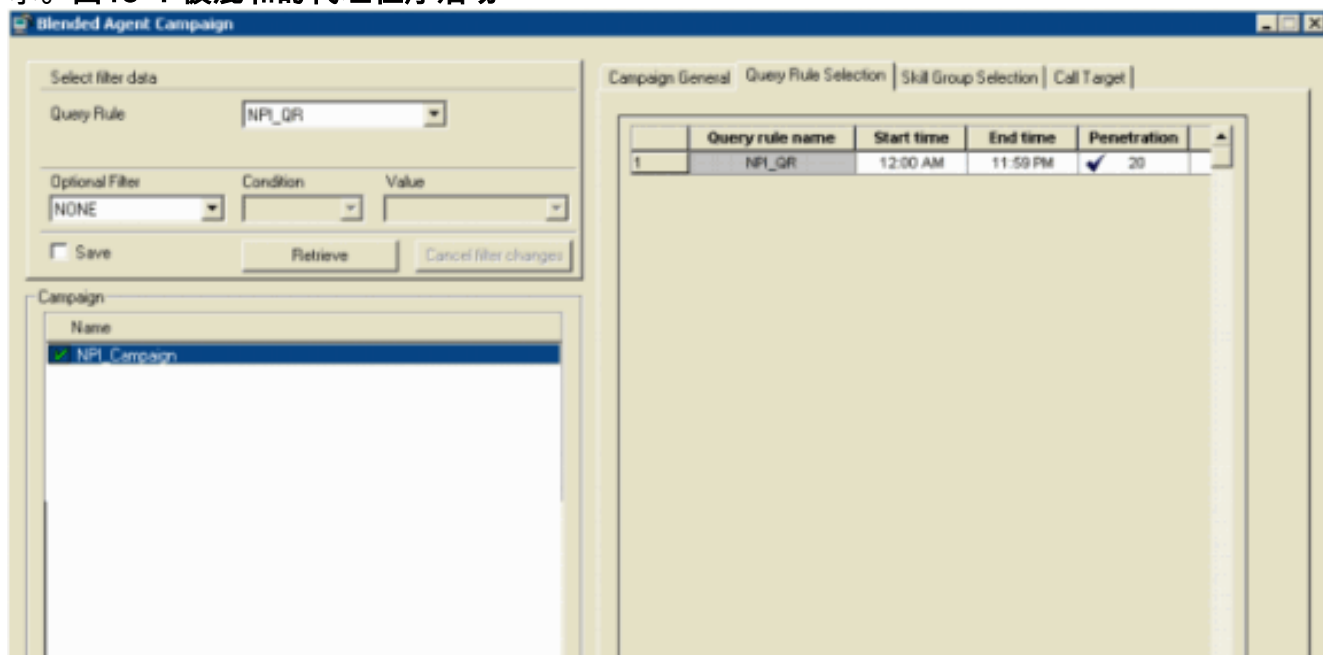 Blended Agent Campaign
Select filter data
Query Rule NPI_QR
Optional Filter Condition Value
NONE
Save Retrieve Cancel filter changes
Campaign
Name
NPI_Campaign
Campaign General Query Rule Selection Skill Group Selection Call Target
Query rule name Start time End time Penetration
1 NPI_QR 12:00 AM 11:59 PM 20